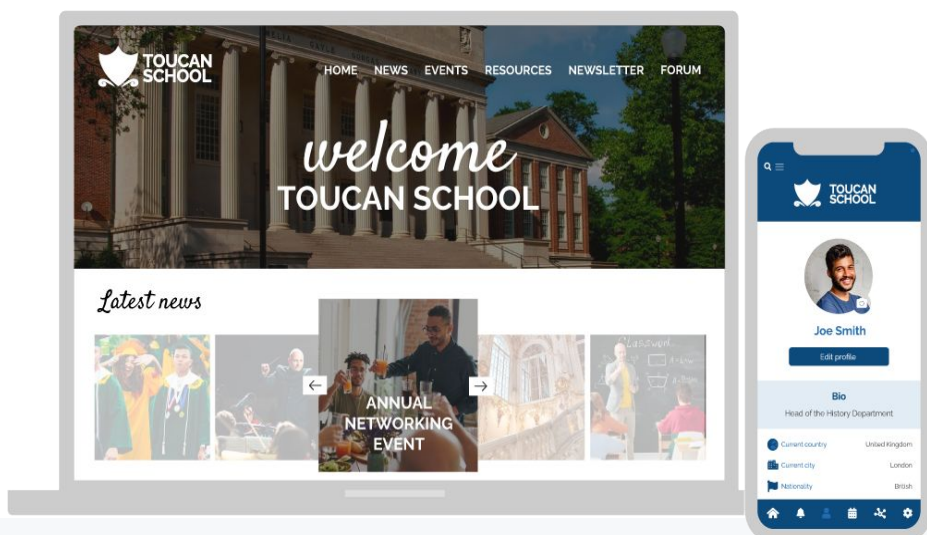 TOUCAN
SCHOOL
HOME NEWS EVENTS RESOURCES NEWSLETTER FORUM
welcome
TOUCAN SCHOOL
Latest news
ANNUAL
NETWORKING
EVENT
TOUCAN
SCHOOL
Joe Smith
Edit profile
Bio
Head of the History Department
Current country United Kingdom
Current city London
Nationality British